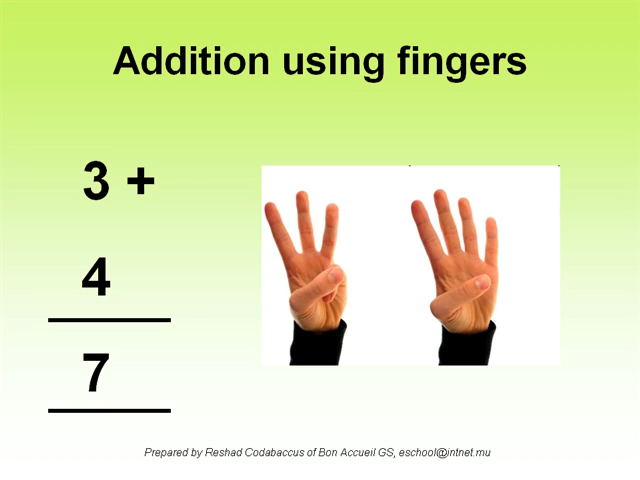 Addition using fingers
3 +
4
7
Prepared by Reshad Codabaccus of Bon Accueil GS, eschool@intnet.mu